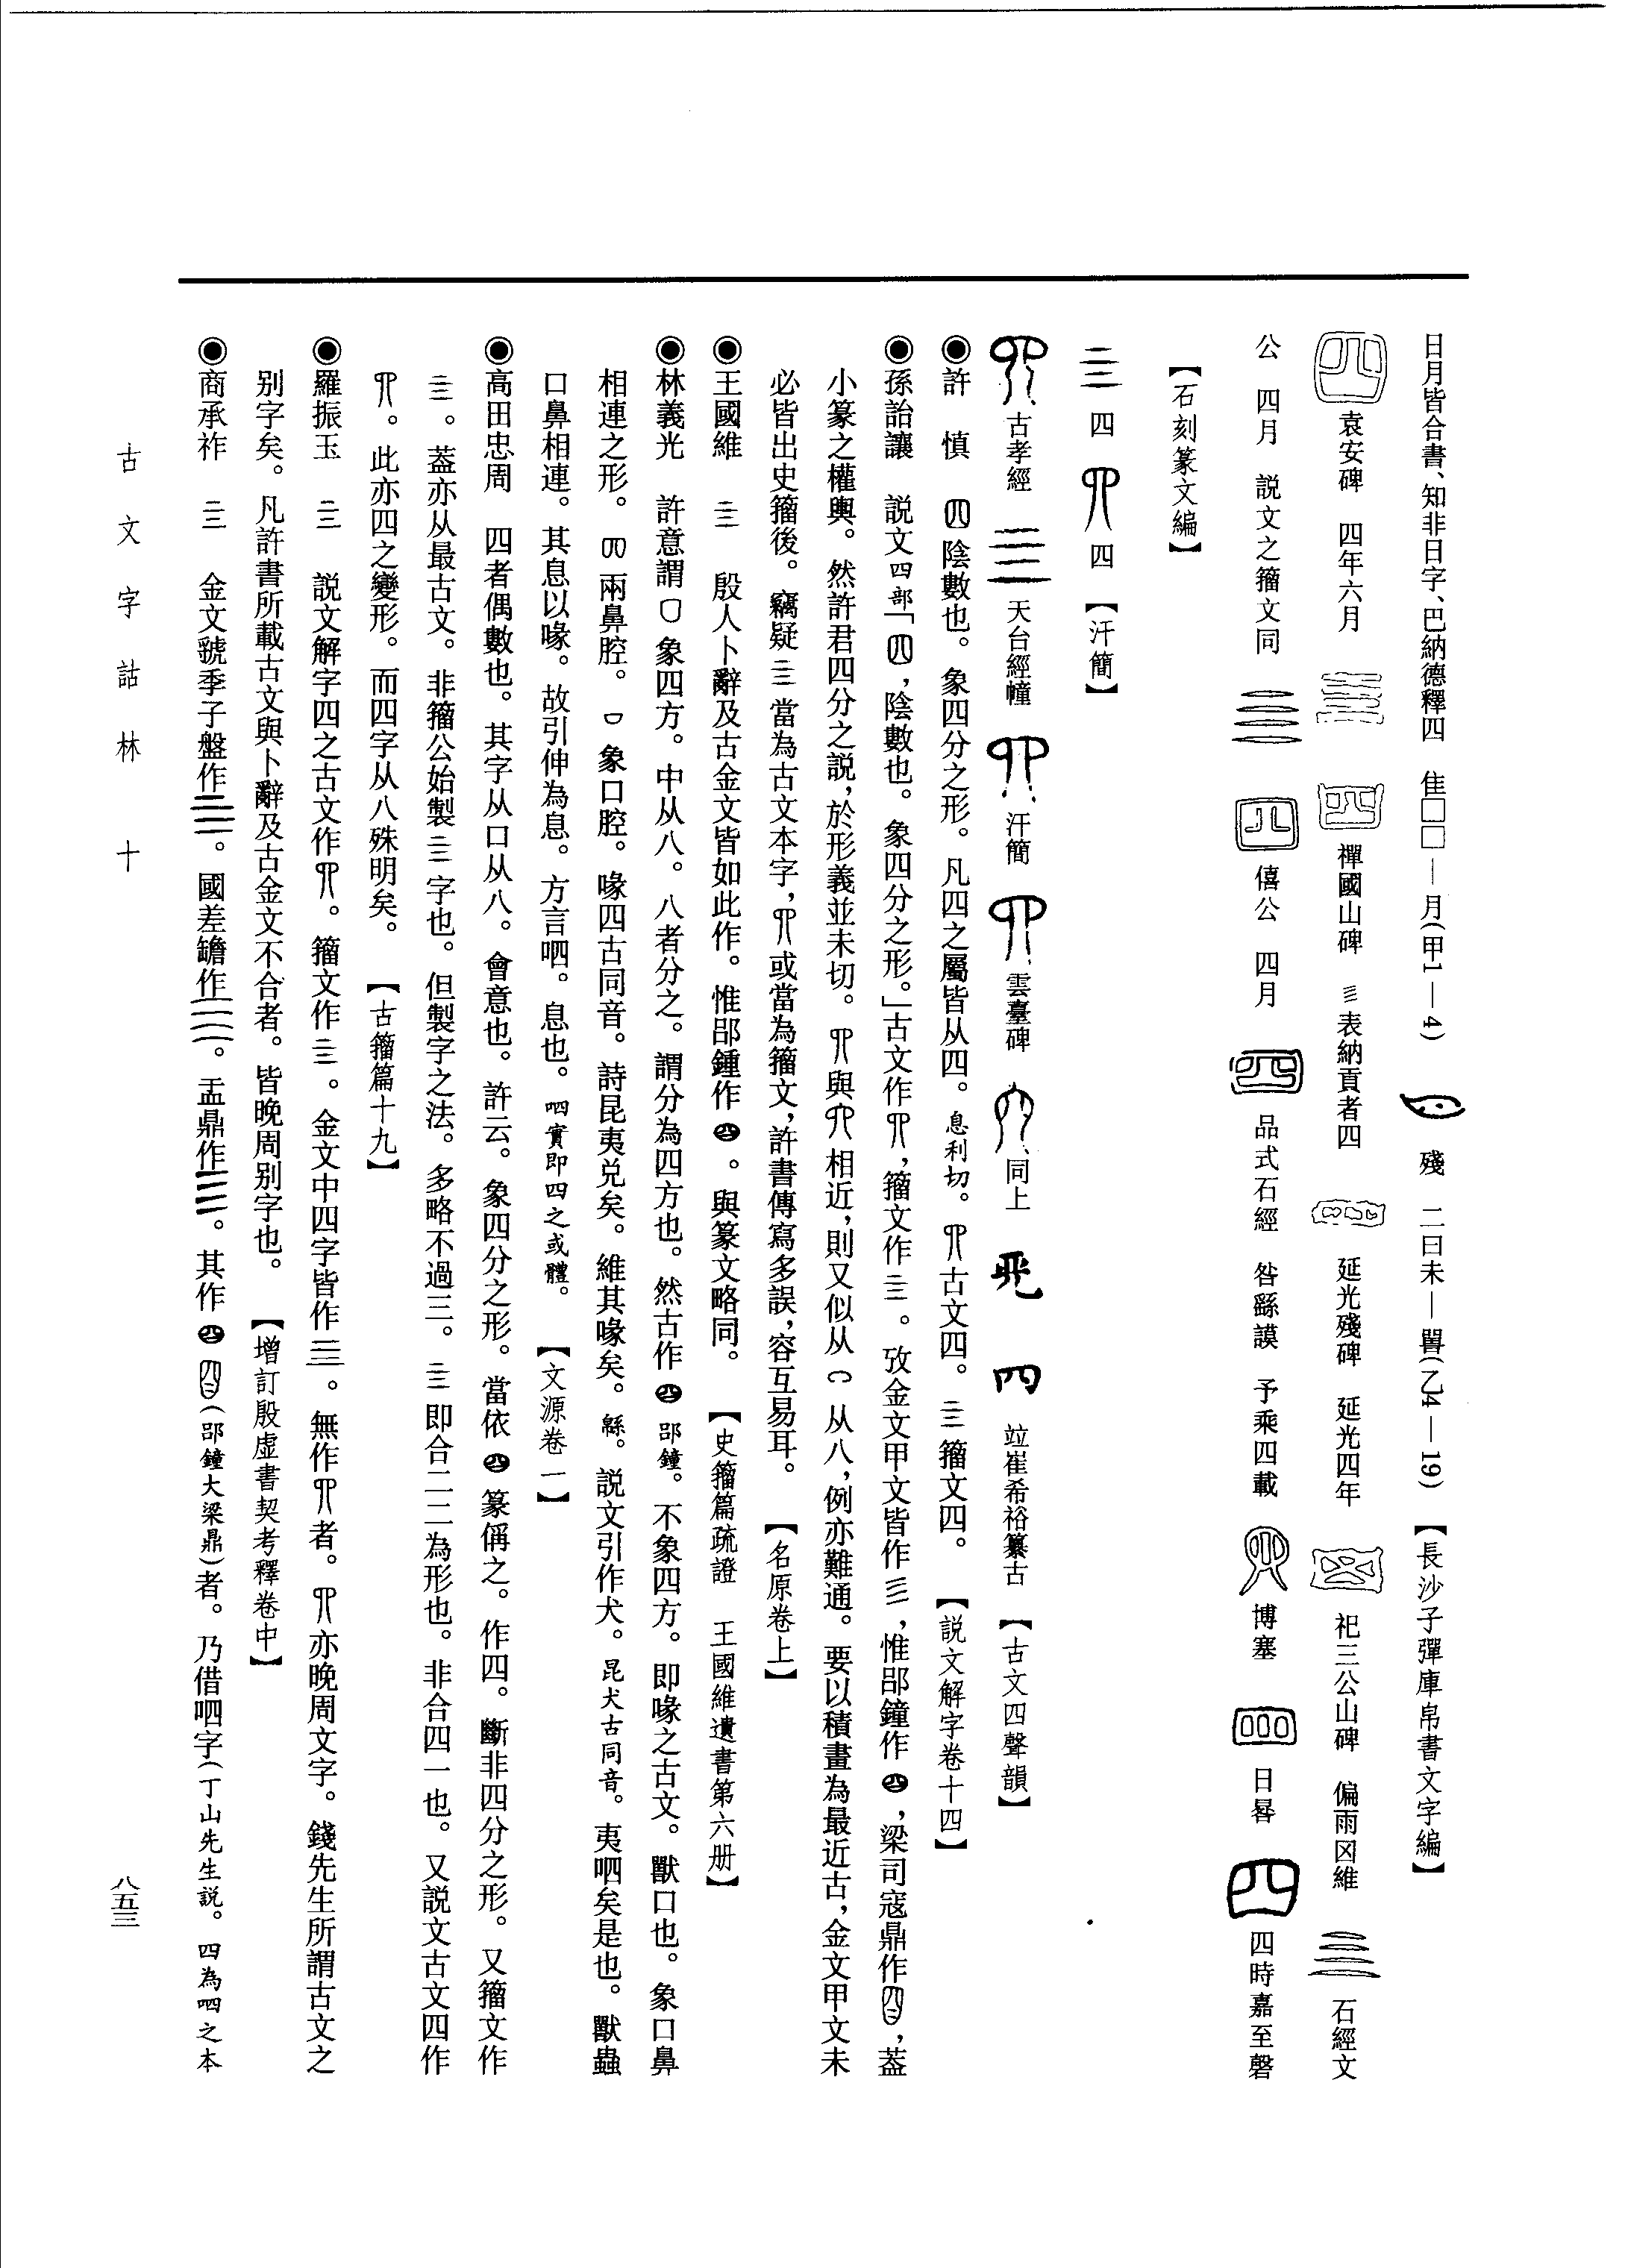 日月皆合書、知非日字、巴納德釋四　隹□□—月(甲1—4)　殘　二曰未—㽞(乙4—19)　【長沙子彈庫帛書文字編】
袁安碑　四年六月　禪國山碑　亖表納貢者四　延光殘碑　延光四年　祀三公山碑　偏雨四維　石經文
公　四月　説文之籀文同　僖公　四月　品式石經　咎繇謨　予乘四載　博塞　日晷　四時嘉至磬
【石刻篆文編】
亖　四　四　【汗簡】
古孝經　亖　天台經幢　汗簡　雲臺碑　同上　竝崔希裕纂古　【古文四聲韻】
◉許　慎　四陰數也。象四分之形。凡四之屬皆从四。息利切。古文四。亖籀文四。　【説文解字卷十四】
◉孫詒讓　説文四部「四，陰數也。象四分之形。」古文作，籀文作亖。攷金文甲文皆作亖，惟郘鐘作，梁司寇鼎作，葢
小篆之權輿。然許君四分之説，於形義並未切。與相近，則又似从从八，例亦難通。要以積畫為最近古，金文甲文未
必皆出史籀後。竊疑亖當為古文本字，或當為籀文，許書傳寫多誤，容互易耳。　【名原卷上】
◉王國維　亖　殷人卜辭及古金文皆如此作。惟郘鐘作。與篆文略同。　【史籀篇疏證　王國維遺書第六册】
◉林義光　許意謂囗象四方。中从八。八者分之。謂分為四方也。然古作郘鐘。不象四方。即喙之古文。獸口也。象口鼻
相連之形。兩鼻腔。象口腔。喙四古同音。詩昆夷兑矣。維其喙矣。緜。説文引作犬。昆犬古同音。夷呬矣是也。獸蟲
口鼻相連。其息以喙。故引伸為息。方言呬。息也。呬實即四之或體。　【文源卷一】
◉高田忠周　四者偶數也。其字从口从八。會意也。許云。象四分之形。當依篆偁之。作四。斷非四分之形。又籀文作
亖。葢亦从最古文。非籀公始製亖字也。但製字之法。多略不過三。亖即合二二為形也。非合四一也。又説文古文四作
。此亦四之變形。而四字从八殊明矣。　【古籀篇十九】
◉羅振玉　亖　説文解字四之古文作。籀文作亖。金文中四字皆作亖。無作者。亦晚周文字。錢先生所謂古文之
别字矣。凡許書所載古文與卜辭及古金文不合者。皆晚周别字也。　【增訂殷虚書契考釋卷中】
◉商承祚　亖　金文虢季子盤作亖。國差𦉜作亖。盂鼎作亖。其作(郘鐘大梁鼎)者。乃借呬字(丁山先生説。四為呬之本
古文字詁林　十
八五三